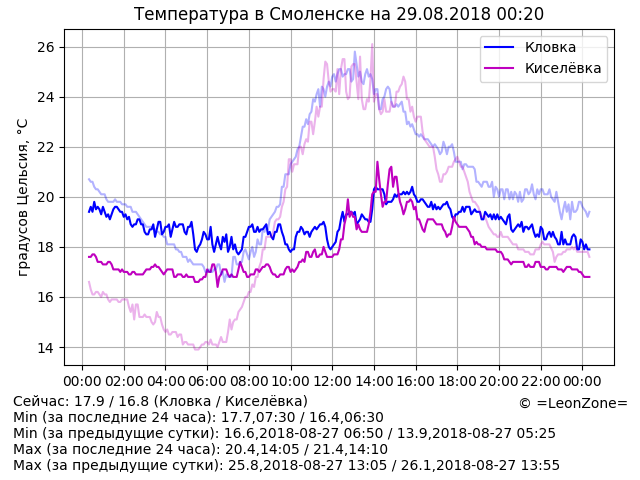 Температура в Смоленске на 29.08.2018 00:20
26
24
22
20
18
16
14
градусов Цельсия, °C
Кловка
Киселёвка
00:00 02:00 04:00 06:00 08:00 10:00 12:00 14:00 16:00 18:00 20:00 22:00 00:00
Сейчас: 17.9 / 16.8 (Кловка / Киселёвка)
© =LeonZone=
Min (за последние 24 часа): 17.7,07:30 / 16.4,06:30
Min (за предыдущие сутки): 16.6,2018-08-27 06:50 / 13.9,2018-08-27 05:25
Max (за последние 24 часа): 20.4,14:05 / 21.4,14:10
Max (за предыдущие сутки): 25.8,2018-08-27 13:05 / 26.1,2018-08-27 13:55